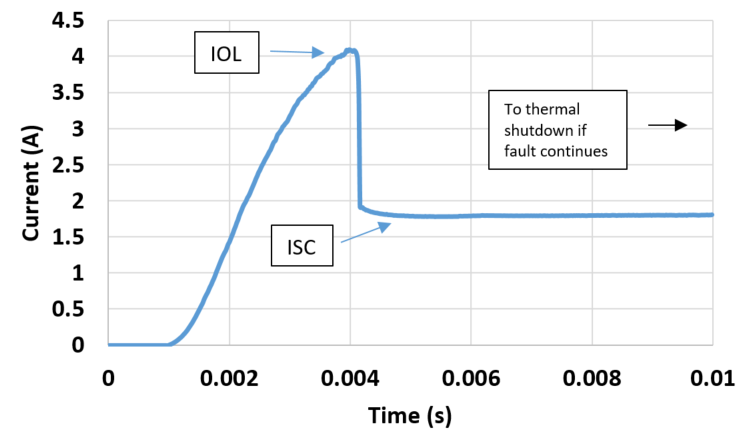 4.5
4
3.5
3
2.5
2
1.5
1
0.5
0
Current (A)
IOL
ISC
To thermal
shutdown if
fault continues
0 0.002 0.004 0.006 0.008 0.01
Time (s)